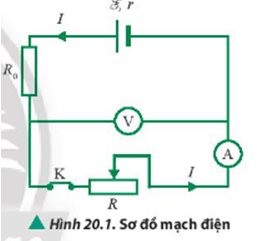 I
ℰ, r
R₀
V
A
K
R
I
▲ Hình 20.1. Sơ đồ mạch điện